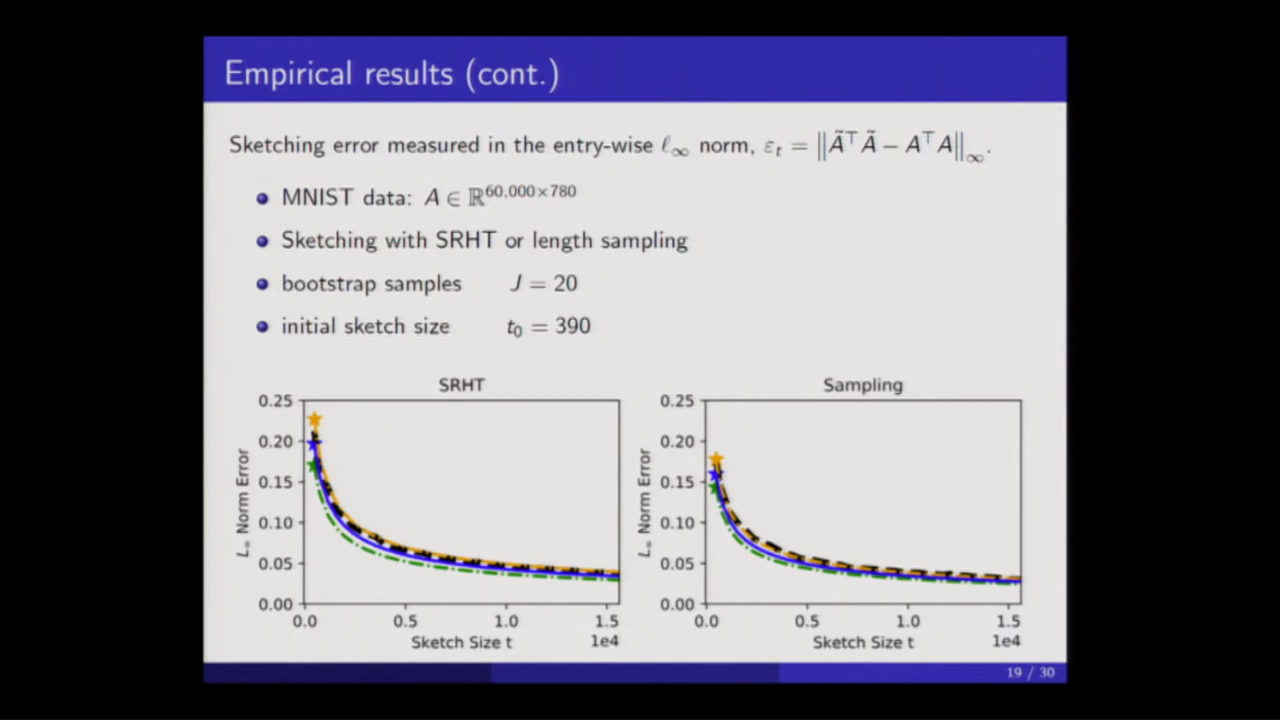 Empirical results (cont.)
Sketching error measured in the entry-wise ℓ∞ norm, εt = ‖Ã⊤Ã − A⊤A‖∞.
MNIST data: A ∈ ℝ^60,000×780
Sketching with SRHT or length sampling
bootstrap samples J = 20
initial sketch size t0 = 390
SRHT
0.25
0.20
0.15
0.10
0.05
0.00
L∞ Norm Error
0.0 0.5 1.0 1.5
1e4
Sketch Size t
Sampling
0.25
0.20
0.15
0.10
0.05
0.00
L∞ Norm Error
0.0 0.5 1.0 1.5
1e4
Sketch Size t
19 / 30